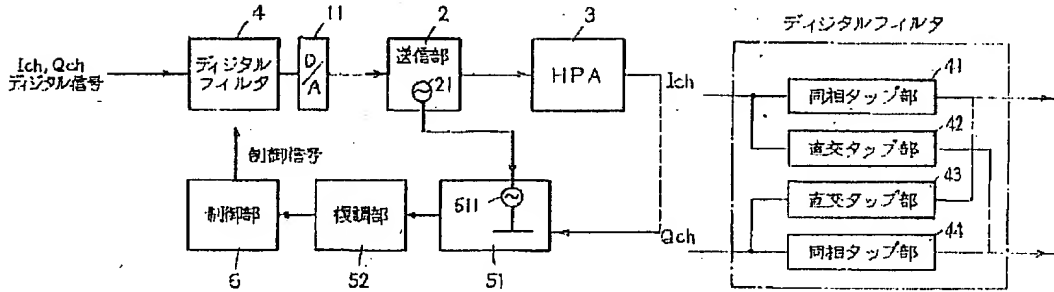 4
11
2
3
Ich, Qch
ディジタル信号
ディジタル
フィルタ
D/A
送信部
21
HPA
制御信号
制御部
復調部
511
6
52
51
ディジタルフィルタ
Ich
41
同相タップ部
42
直交タップ部
43
直交タップ部
44
Qch
同相タップ部